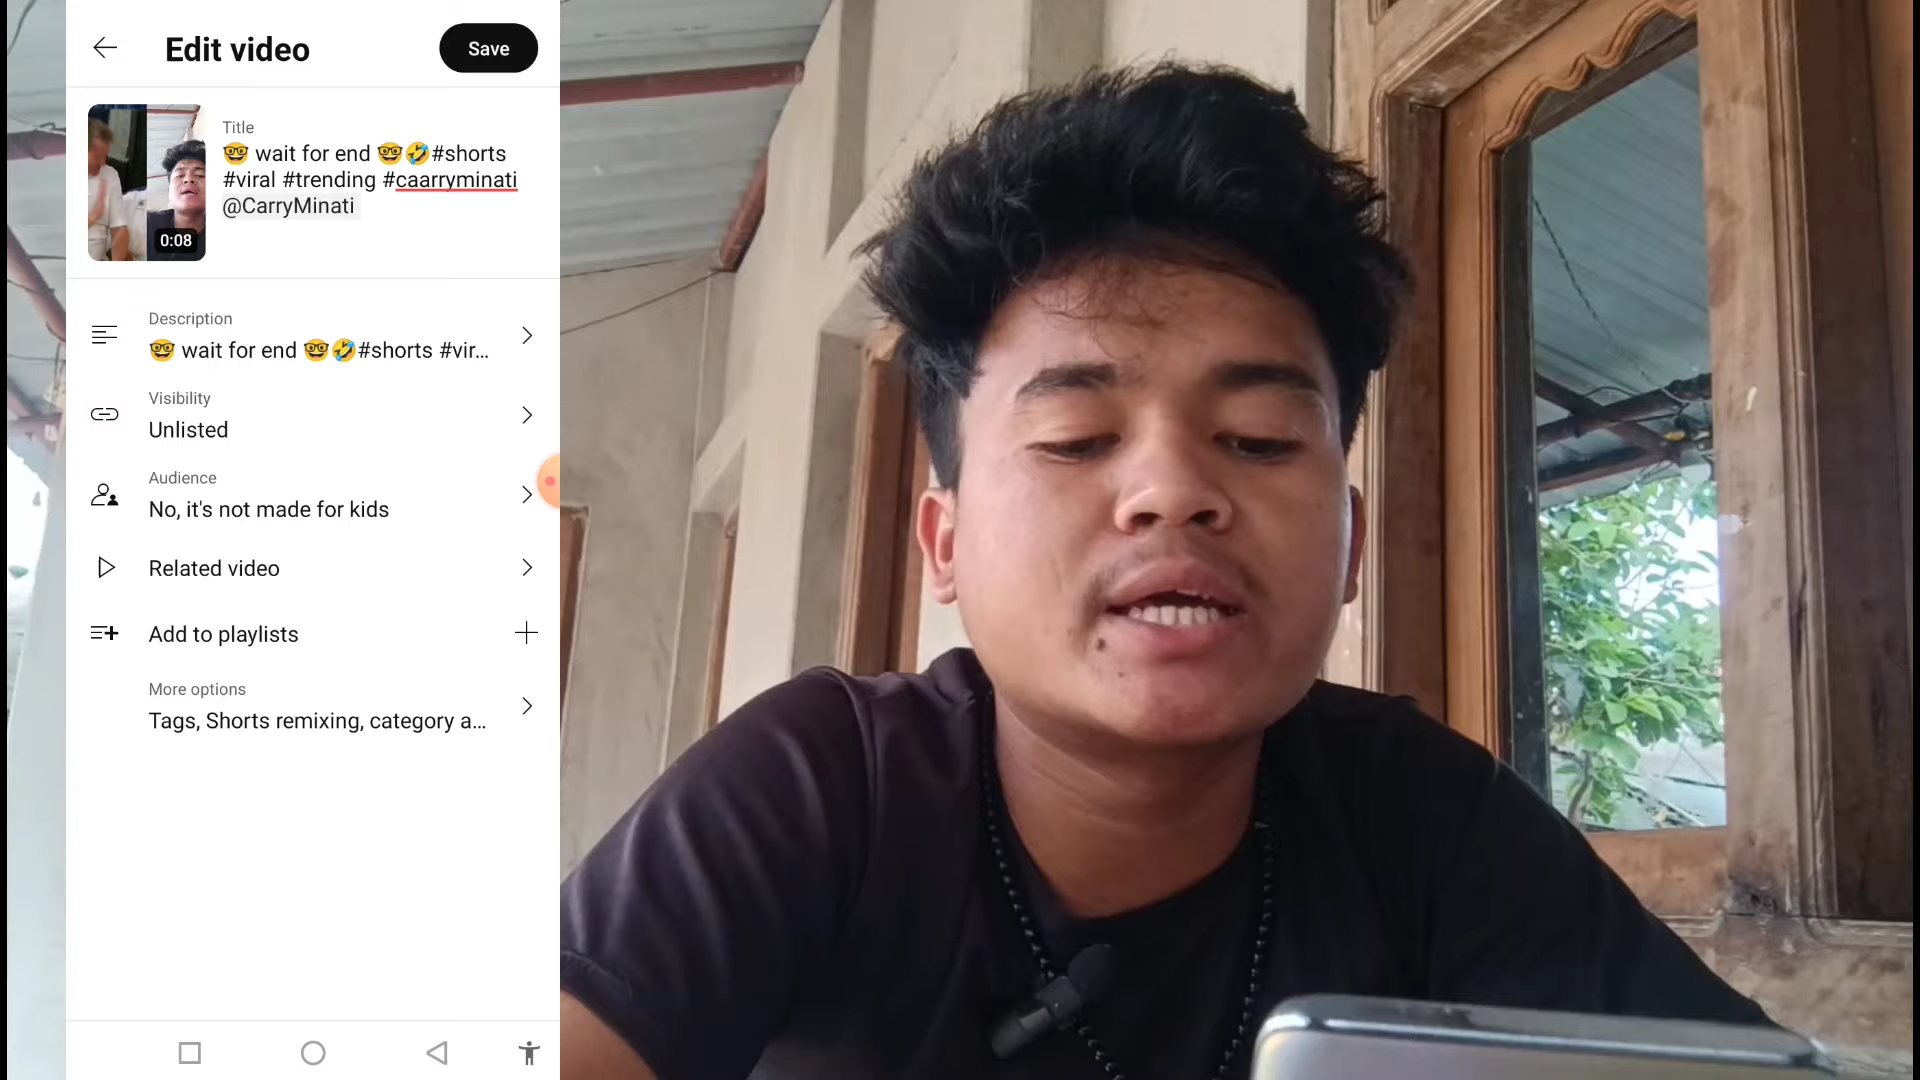 Edit video
Save
Title
🤓 wait for end 🤓🤣#shorts
#viral #trending #caarryminati
@CarryMinati
0:08
Description
🤓 wait for end 🤓🤣#shorts #vir...
Visibility
Unlisted
Audience
No, it's not made for kids
Related video
Add to playlists
More options
Tags, Shorts remixing, category a...